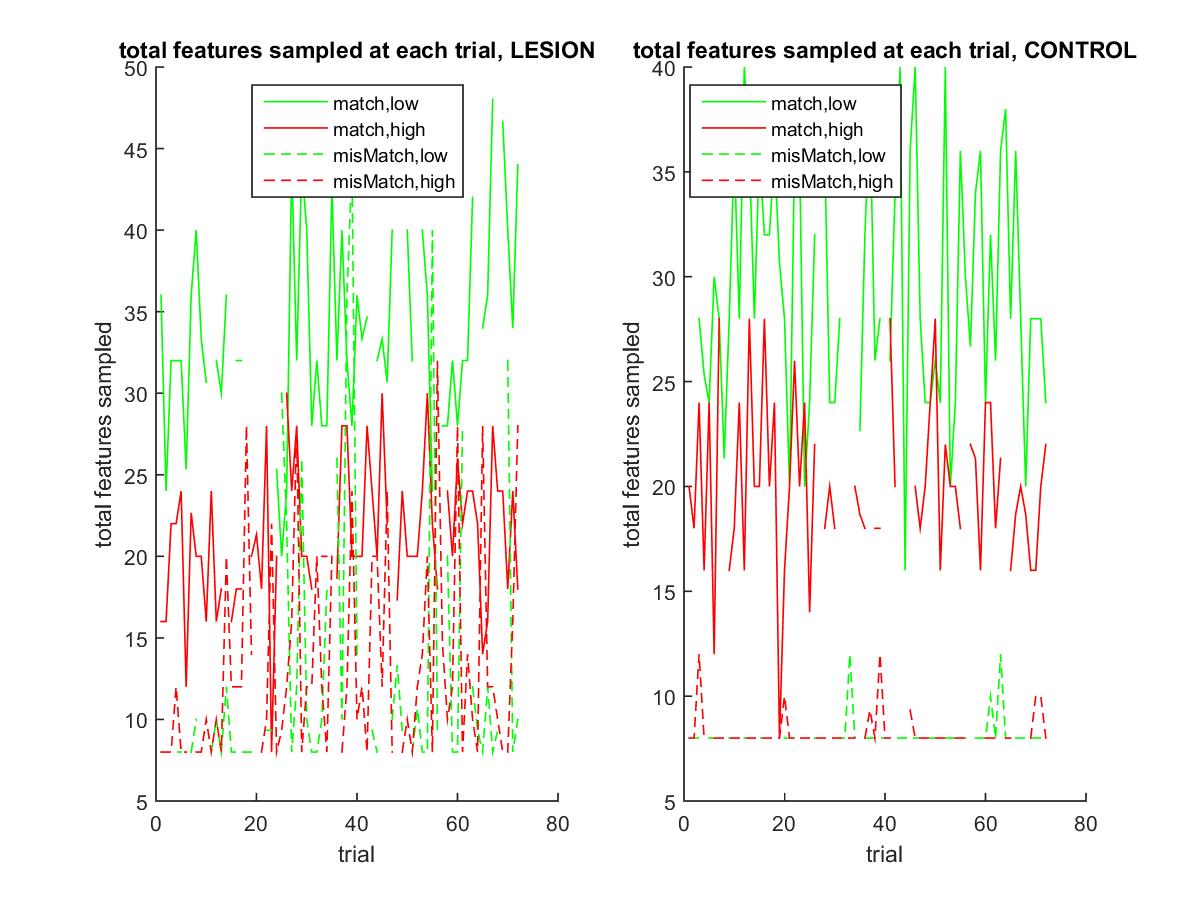 total features sampled at each trial, LESION
50
45
40
35
30
25
20
15
10
5
total features sampled
match,low
match,high
misMatch,low
misMatch,high
0 20 40 60 80
trial
total features sampled at each trial, CONTROL
40
35
30
25
20
15
10
5
total features sampled
match,low
match,high
misMatch,low
misMatch,high
0 20 40 60 80
trial